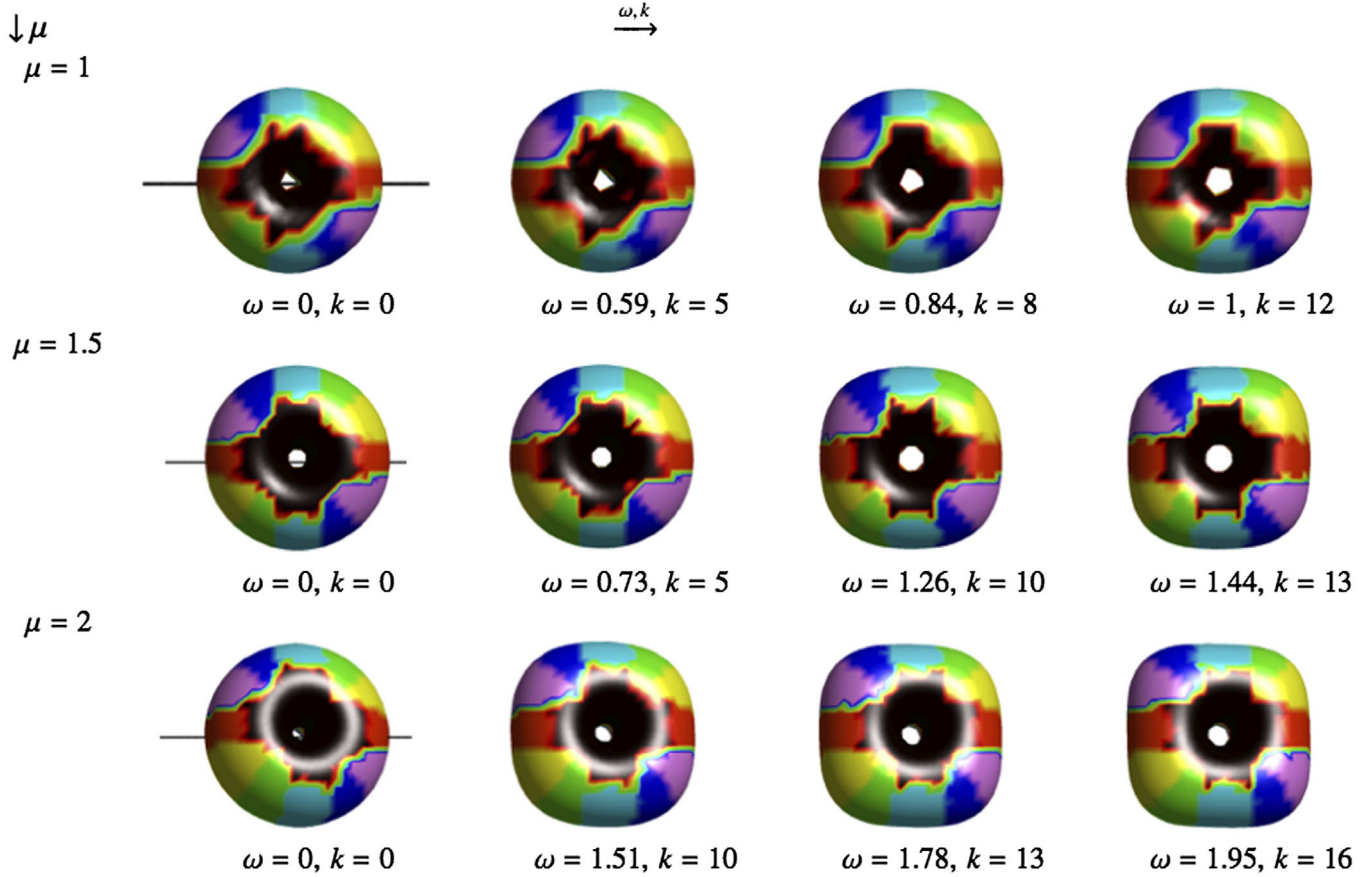 ↓μ
ω,k
→
μ = 1
ω = 0, k = 0
ω = 0.59, k = 5
ω = 0.84, k = 8
ω = 1, k = 12
μ = 1.5
ω = 0, k = 0
ω = 0.73, k = 5
ω = 1.26, k = 10
ω = 1.44, k = 13
μ = 2
ω = 0, k = 0
ω = 1.51, k = 10
ω = 1.78, k = 13
ω = 1.95, k = 16